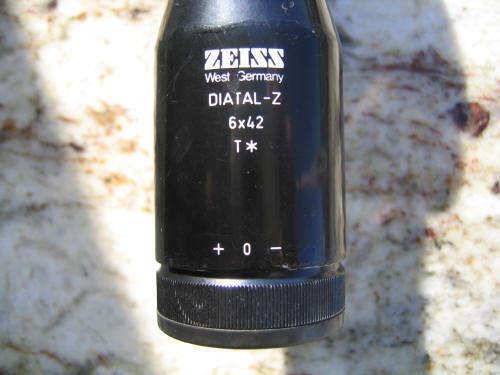 ZEISS
West Germany
DIATAL-Z
6x42
T*
+ 0 -